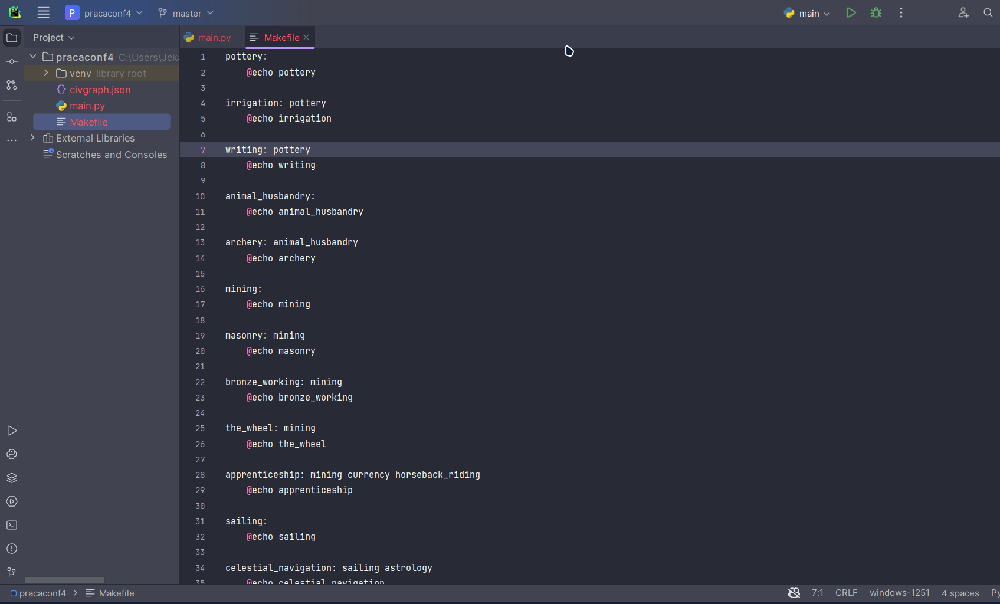 P pracaconf4 master main
Project
main.py Makefile
pracaconf4 C:\Users\Jeka
venv library root
civgraph.json
main.py
Makefile
External Libraries
Scratches and Consoles
1 pottery:
2 @echo pottery
3
4 irrigation: pottery
5 @echo irrigation
6
7 writing: pottery
8 @echo writing
9
10 animal_husbandry:
11 @echo animal_husbandry
12
13 archery: animal_husbandry
14 @echo archery
15
16 mining:
17 @echo mining
18
19 masonry: mining
20 @echo masonry
21
22 bronze_working: mining
23 @echo bronze_working
24
25 the_wheel: mining
26 @echo the_wheel
27
28 apprenticeship: mining currency horseback_riding
29 @echo apprenticeship
30
31 sailing:
32 @echo sailing
33
34 celestial_navigation: sailing astrology
35 @echo celestial_navigation
pracaconf4 > Makefile 7:1 CRLF windows-1251 4 spaces Py